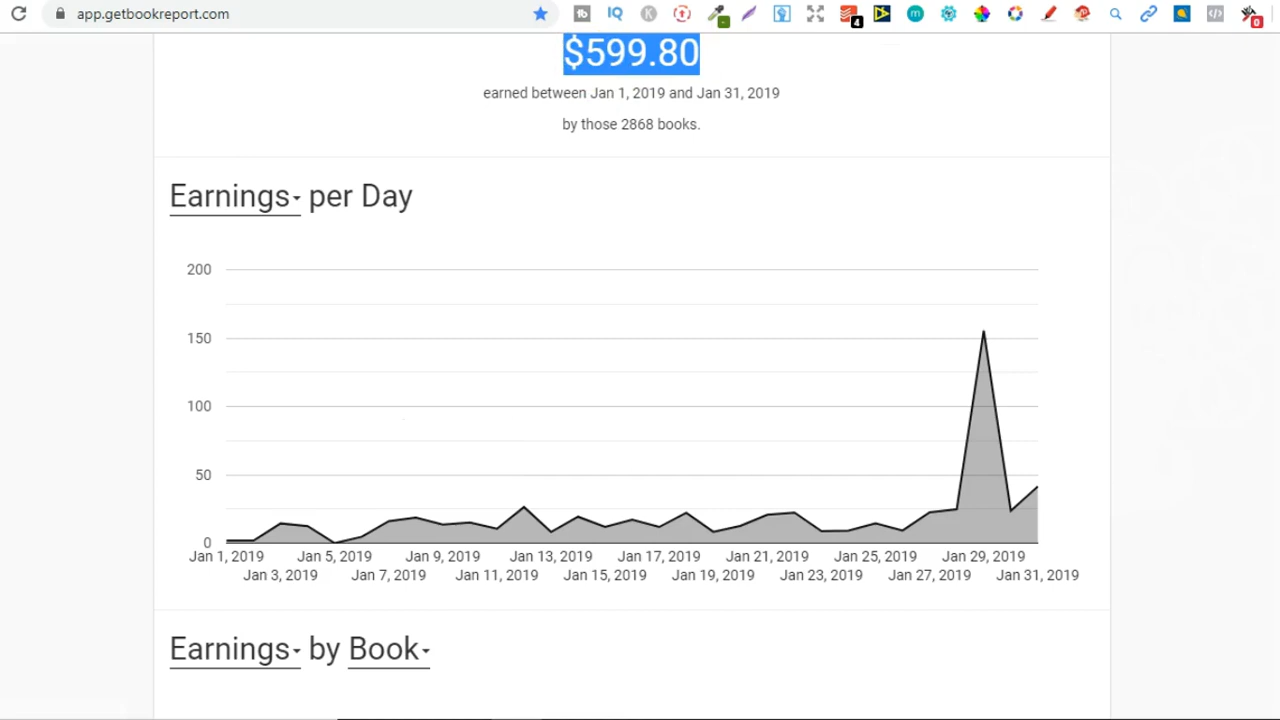 app.getbookreport.com
$599.80
earned between Jan 1, 2019 and Jan 31, 2019
by those 2868 books.
Earnings per Day
200
150
100
50
0
Jan 1, 2019 Jan 5, 2019 Jan 9, 2019 Jan 13, 2019 Jan 17, 2019 Jan 21, 2019 Jan 25, 2019 Jan 29, 2019
Jan 3, 2019 Jan 7, 2019 Jan 11, 2019 Jan 15, 2019 Jan 19, 2019 Jan 23, 2019 Jan 27, 2019 Jan 31, 2019
Earnings by Book